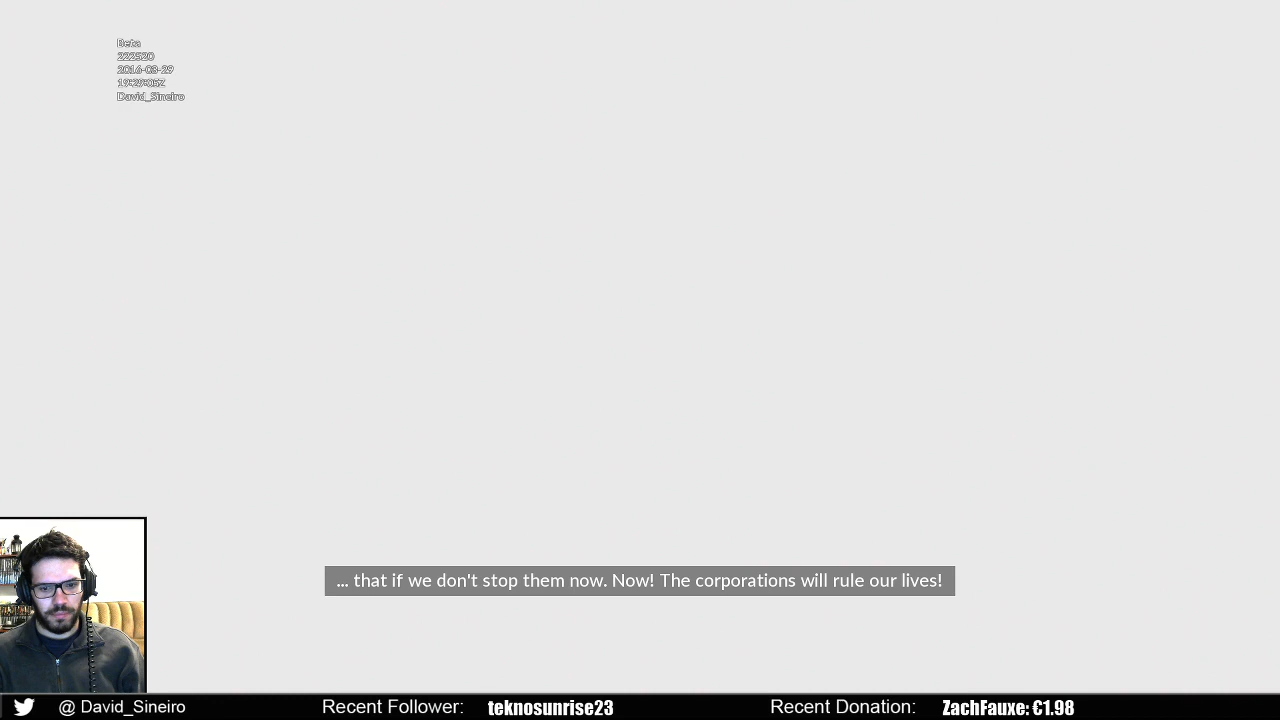 Beta
222520
2016-03-29
David_Sineiro
... that if we don't stop them now. Now! The corporations will rule our lives!
@ David_Sineiro
Recent Follower: teknosunrise23
Recent Donation: ZachFauxe: €1.98